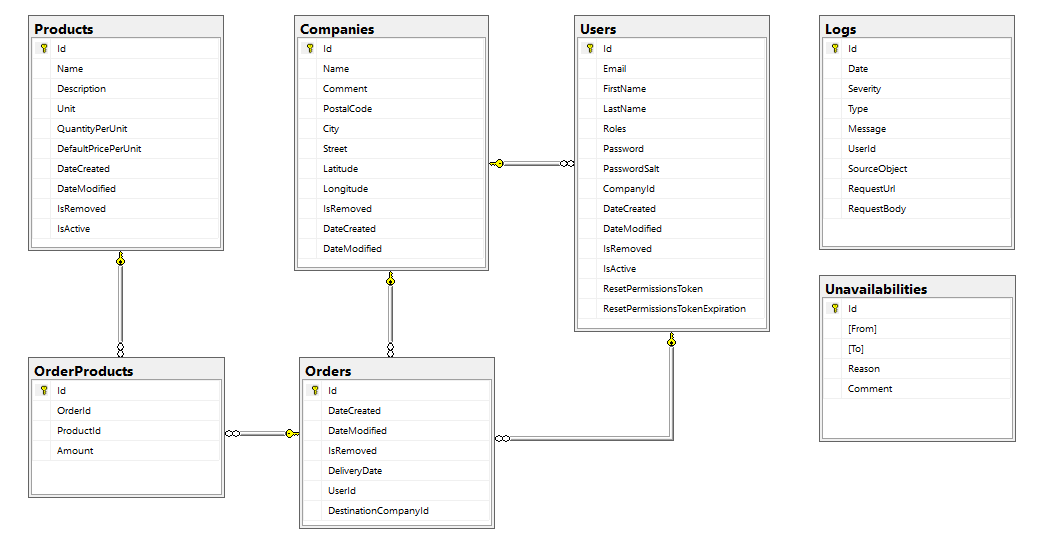 Products
Id
Name
Description
Unit
QuantityPerUnit
DefaultPricePerUnit
DateCreated
DateModified
IsRemoved
IsActive
Companies
Id
Name
Comment
PostalCode
City
Street
Latitude
Longitude
IsRemoved
DateCreated
DateModified
Users
Id
Email
FirstName
LastName
Roles
Password
PasswordSalt
CompanyId
DateCreated
DateModified
IsRemoved
IsActive
ResetPermissionsToken
ResetPermissionsTokenExpiration
Logs
Id
Date
Severity
Type
Message
UserId
SourceObject
RequestUrl
RequestBody
Unavailabilities
Id
[From]
[To]
Reason
Comment
OrderProducts
Id
OrderId
ProductId
Amount
Orders
Id
DateCreated
DateModified
IsRemoved
DeliveryDate
UserId
DestinationCompanyId